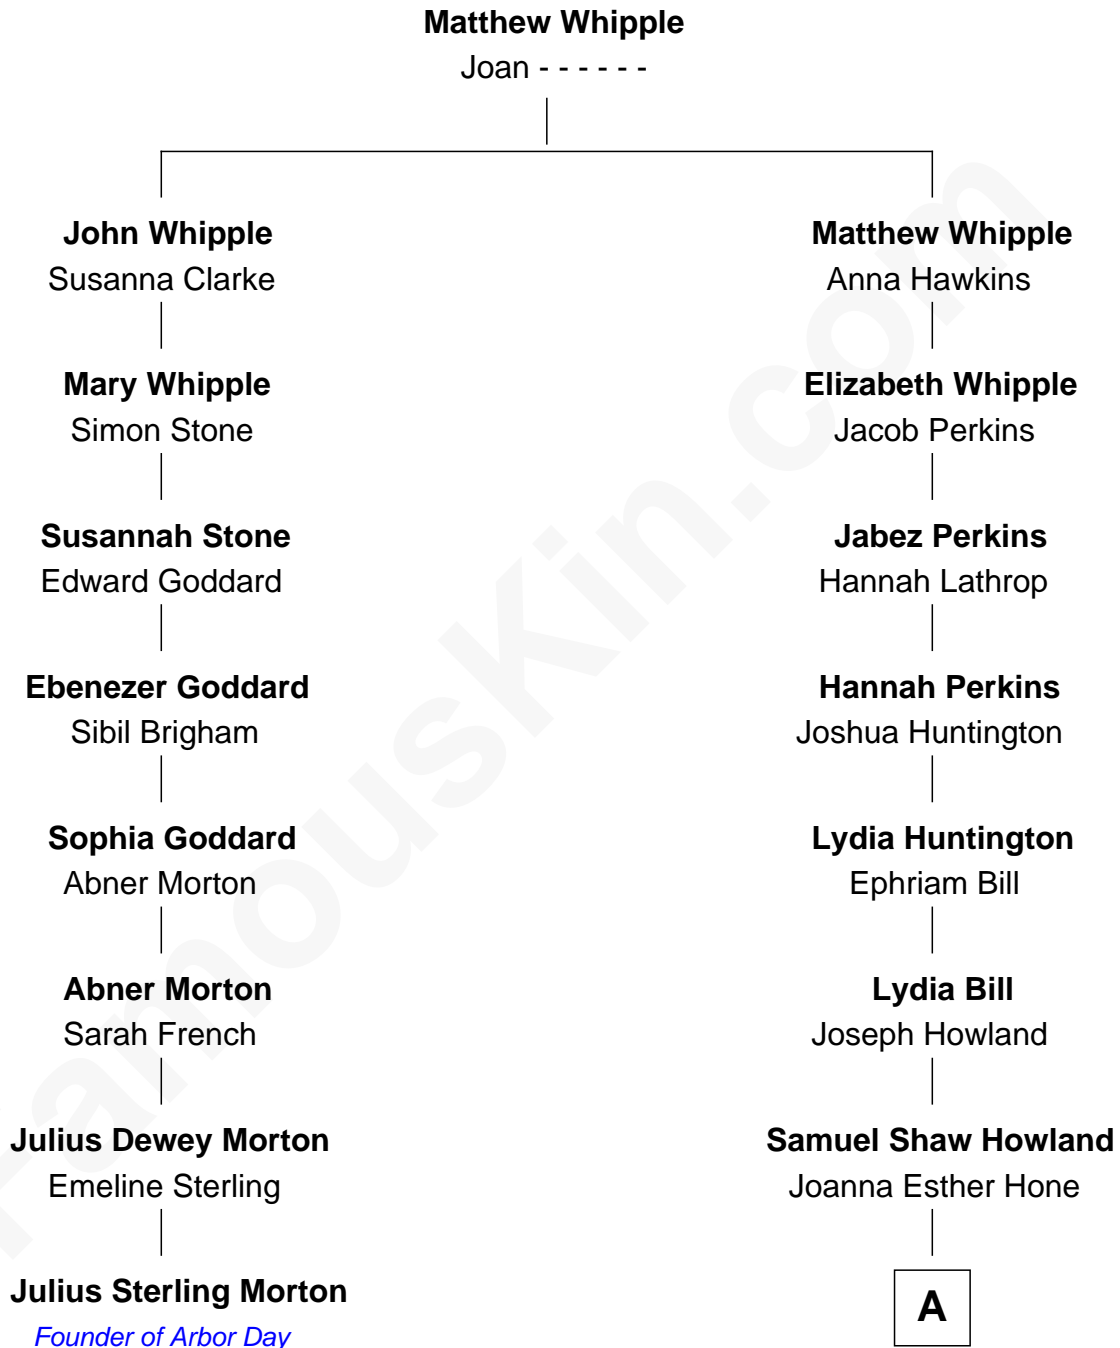 Matthew Whipple
Joan - - - - - -
John Whipple
Susanna Clarke
Matthew Whipple
Anna Hawkins
Mary Whipple
Simon Stone
Elizabeth Whipple
Jacob Perkins
Susannah Stone
Edward Goddard
Jabez Perkins
Hannah Lathrop
Ebenezer Goddard
Sibil Brigham
Hannah Perkins
Joshua Huntington
Sophia Goddard
Abner Morton
Lydia Huntington
Ephriam Bill
Abner Morton
Sarah French
Lydia Bill
Joseph Howland
Julius Dewey Morton
Emeline Sterling
Samuel Shaw Howland
Joanna Esther Hone
Julius Sterling Morton
Founder of Arbor Day
A
FamousKin.com